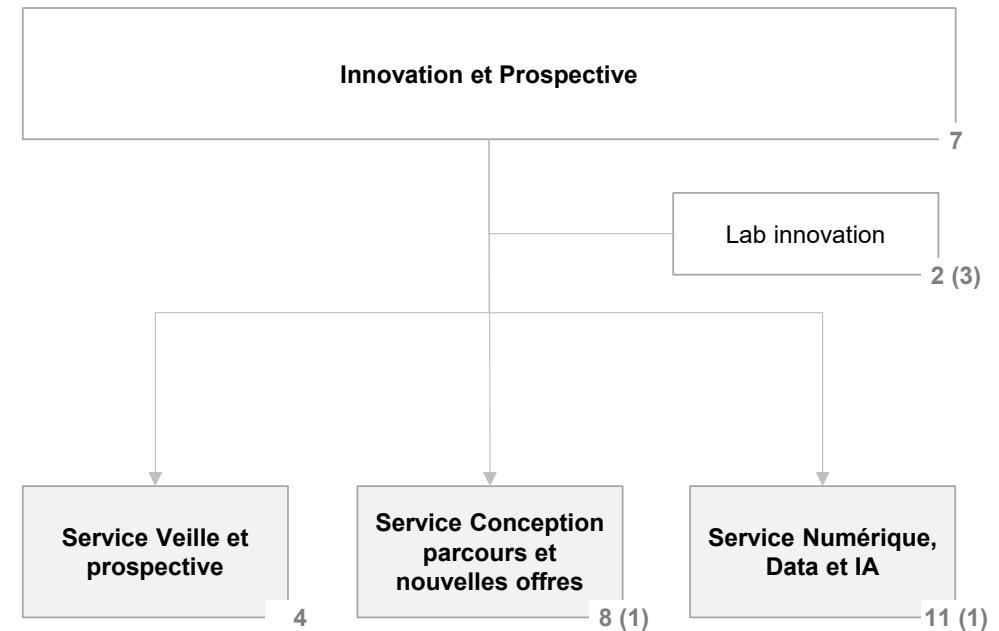 Innovation et Prospective
7
Lab innovation
2 (3)
Service Veille et
prospective
4
Service Conception
parcours et
nouvelles offres
8 (1)
Service Numérique,
Data et IA
11 (1)